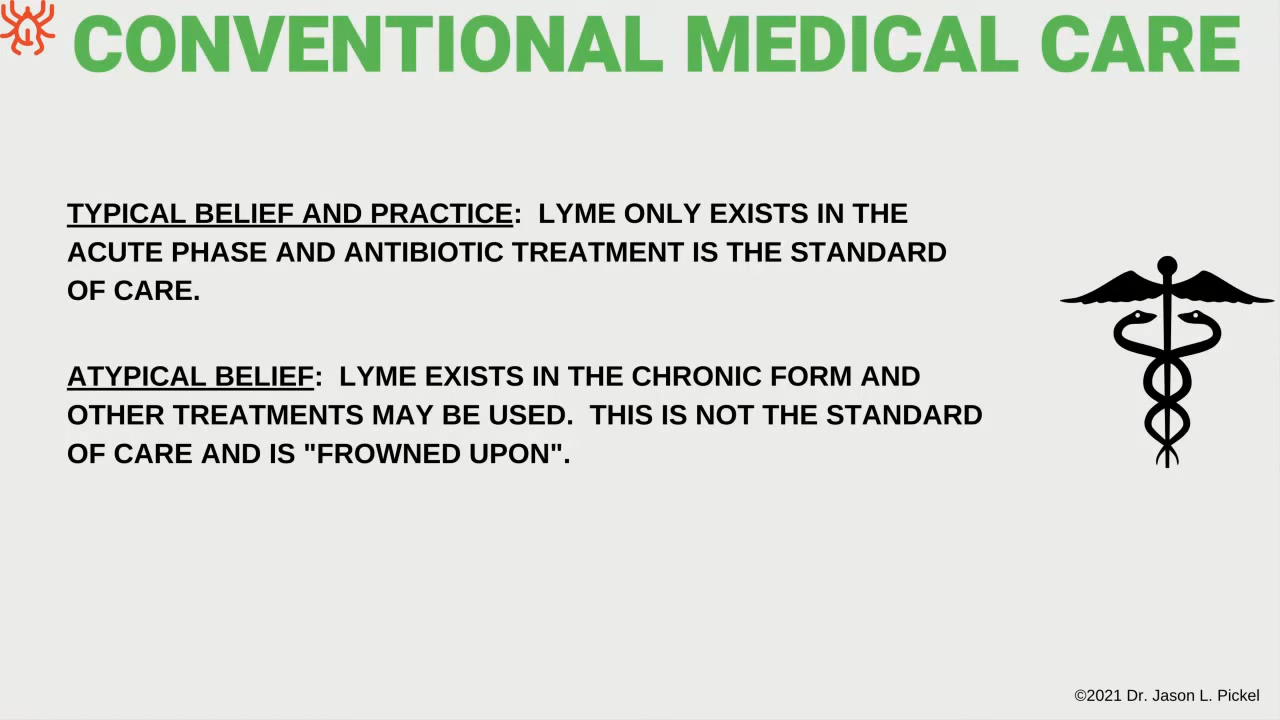 CONVENTIONAL MEDICAL CARE
TYPICAL BELIEF AND PRACTICE:  LYME ONLY EXISTS IN THE
ACUTE PHASE AND ANTIBIOTIC TREATMENT IS THE STANDARD
OF CARE.
ATYPICAL BELIEF:  LYME EXISTS IN THE CHRONIC FORM AND
OTHER TREATMENTS MAY BE USED.  THIS IS NOT THE STANDARD
OF CARE AND IS "FROWNED UPON".
©2021 Dr. Jason L. Pickel